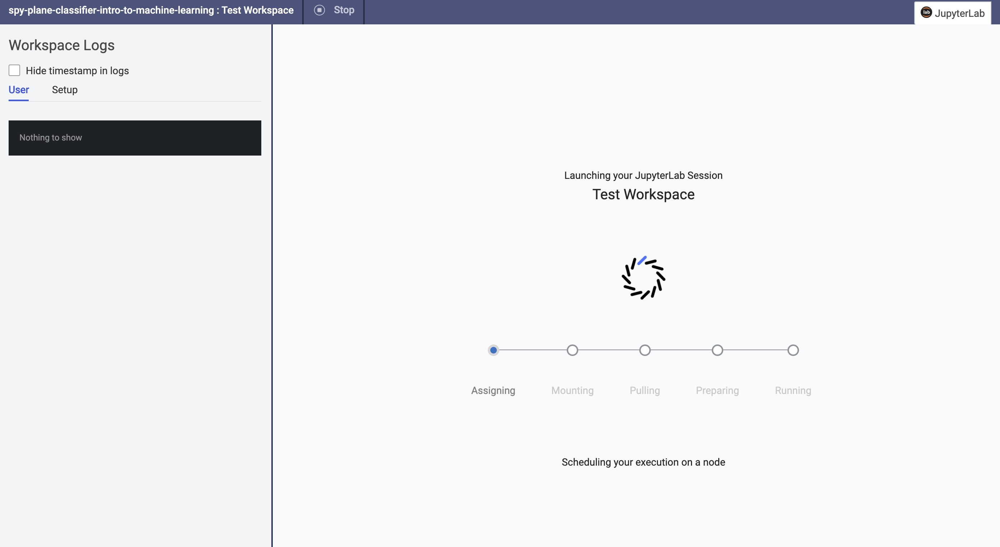 spy-plane-classifier-intro-to-machine-learning : Test Workspace
Stop
lab JupyterLab
Workspace Logs
Hide timestamp in logs
User Setup
Nothing to show
Launching your JupyterLab Session
Test Workspace
Assigning Mounting Pulling Preparing Running
Scheduling your execution on a node